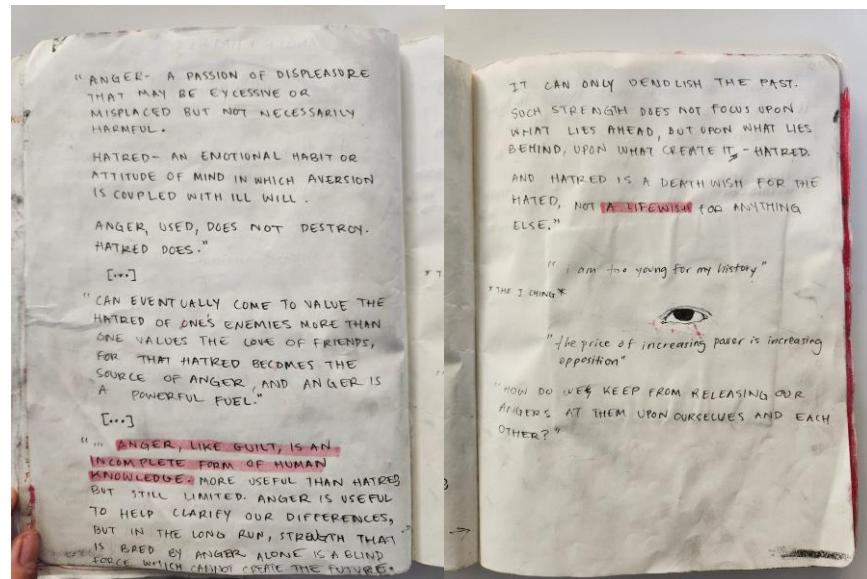 "ANGER - A PASSION OF DISPLEASURE
THAT MAY BE EXCESSIVE OR
MISPLACED BUT NOT NECESSARILY
HARMFUL.
HATRED - AN EMOTIONAL HABIT OR
ATTITUDE OF MIND IN WHICH AVERSION
IS COUPLED WITH ILL WILL.
ANGER, USED, DOES NOT DESTROY.
HATRED DOES."
[...]
"CAN EVENTUALLY COME TO VALUE THE
HATRED OF ONE'S ENEMIES MORE THAN
ONE VALUES THE LOVE OF FRIENDS,
FOR THAT HATRED BECOMES THE
SOURCE OF ANGER, AND ANGER IS
A POWERFUL FUEL."
[...]
"... ANGER, LIKE GUILT, IS AN
INCOMPLETE FORM OF HUMAN
KNOWLEDGE. MORE USEFUL THAN HATRED,
BUT STILL LIMITED. ANGER IS USEFUL
TO HELP CLARIFY OUR DIFFERENCES,
BUT IN THE LONG RUN, STRENGTH THAT
IS BRED BY ANGER ALONE IS A BLIND
FORCE WHICH CANNOT CREATE THE FUTURE.
IT CAN ONLY DEMOLISH THE PAST.
SUCH STRENGTH DOES NOT FOCUS UPON
WHAT LIES AHEAD, BUT UPON WHAT LIES
BEHIND, UPON WHAT CREATE IT - HATRED.
AND HATRED IS A DEATH WISH FOR THE
HATED, NOT A LIFEWISH FOR ANYTHING
ELSE."
"i am too young for my history"
*THE I CHING*
"the price of increasing power is increasing
opposition"
"HOW DO WE KEEP FROM RELEASING OUR
ANGERS AT THEM UPON OURSELVES AND EACH
OTHER?"